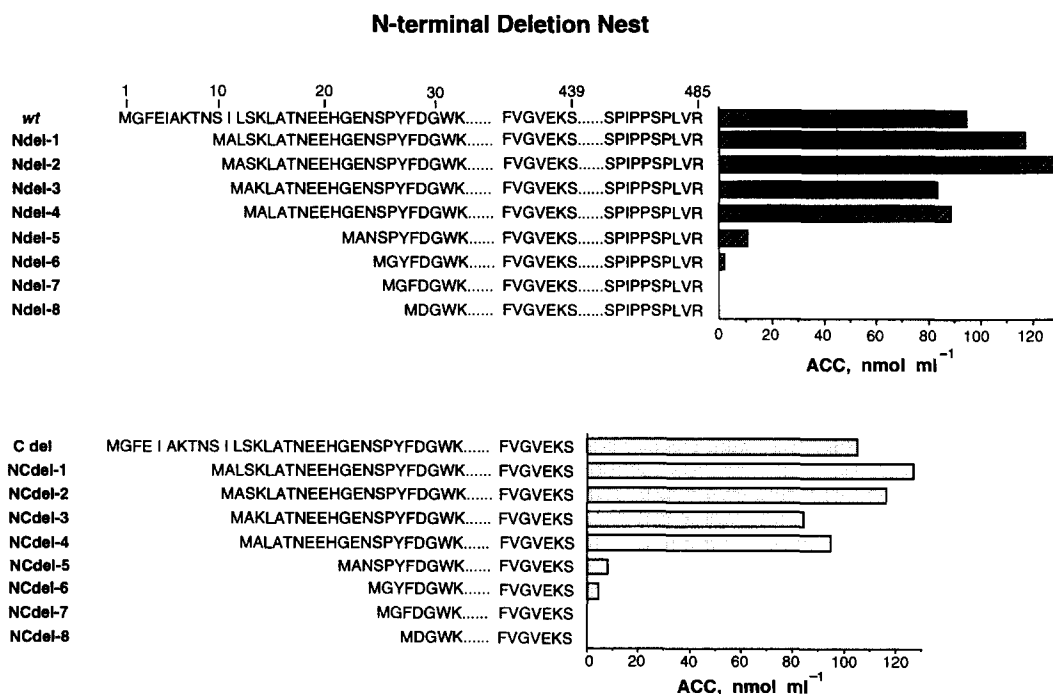 N-terminal Deletion Nest
1 10 20 30 439 485
wt MGFEIAKTNS I LSKLATNEEHGENSPYFDGWK...... FVGVEKS......SPIPPSPLVR
Ndel-1 MALSKLATNEEHGENSPYFDGWK...... FVGVEKS......SPIPPSPLVR
Ndel-2 MASKLATNEEHGENSPYFDGWK...... FVGVEKS......SPIPPSPLVR
Ndel-3 MAKLATNEEHGENSPYFDGWK...... FVGVEKS......SPIPPSPLVR
Ndel-4 MALATNEEHGENSPYFDGWK...... FVGVEKS......SPIPPSPLVR
Ndel-5 MANSPYFDGWK...... FVGVEKS......SPIPPSPLVR
Ndel-6 MGYFDGWK...... FVGVEKS......SPIPPSPLVR
Ndel-7 MGFDGWK...... FVGVEKS......SPIPPSPLVR
Ndel-8 MDGWK...... FVGVEKS......SPIPPSPLVR
0 20 40 60 80 100 120
ACC, nmol ml⁻¹
C del MGFE I AKTNS I LSKLATNEEHGENSPYFDGWK...... FVGVEKS
NCdel-1 MALSKLATNEEHGENSPYFDGWK...... FVGVEKS
NCdel-2 MASKLATNEEHGENSPYFDGWK...... FVGVEKS
NCdel-3 MAKLATNEEHGENSPYFDGWK...... FVGVEKS
NCdel-4 MALATNEEHGENSPYFDGWK...... FVGVEKS
NCdel-5 MANSPYFDGWK...... FVGVEKS
NCdel-6 MGYFDGWK...... FVGVEKS
NCdel-7 MGFDGWK...... FVGVEKS
NCdel-8 MDGWK...... FVGVEKS
0 20 40 60 80 100 120
ACC, nmol ml⁻¹